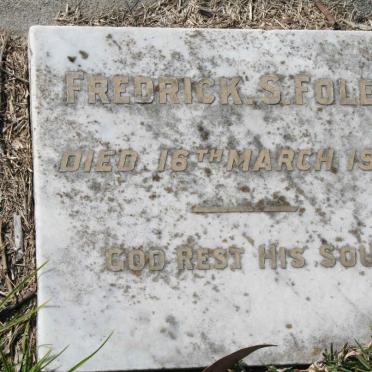 FREDRICK. S. FOLE
DIED. 16TH MARCH 19
GOD REST HIS SOU